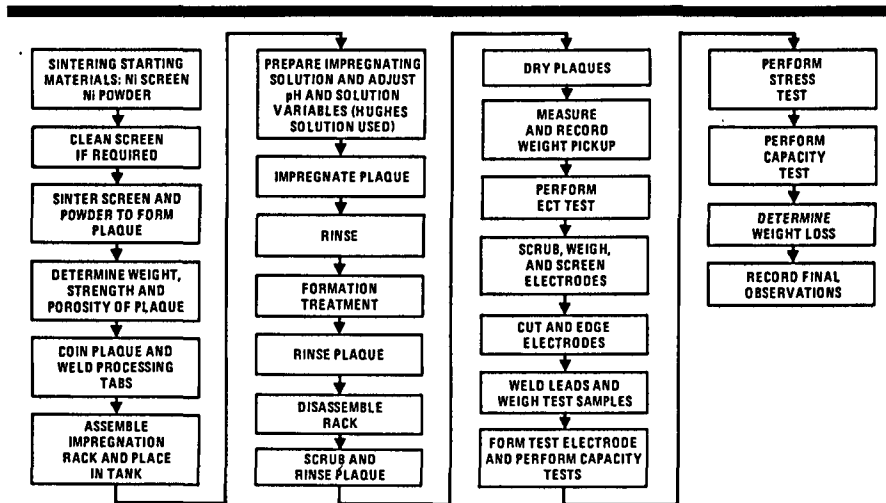 SINTERING STARTING
MATERIALS: Ni SCREEN
Ni POWDER
CLEAN SCREEN
IF REQUIRED
SINTER SCREEN AND
POWDER TO FORM
PLAQUE
DETERMINE WEIGHT,
STRENGTH AND
POROSITY OF PLAQUE
COIN PLAQUE AND
WELD PROCESSING
TABS
ASSEMBLE
IMPREGNATION
RACK AND PLACE
IN TANK
PREPARE IMPREGNATING
SOLUTION AND ADJUST
pH AND SOLUTION
VARIABLES (HUGHES
SOLUTION USED)
IMPREGNATE PLAQUE
RINSE
FORMATION
TREATMENT
RINSE PLAQUE
DISASSEMBLE
RACK
SCRUB AND
RINSE PLAQUE
DRY PLAQUES
MEASURE
AND RECORD
WEIGHT PICKUP
PERFORM
ECT TEST
SCRUB, WEIGH,
AND SCREEN
ELECTRODES
CUT AND EDGE
ELECTRODES
WELD LEADS AND
WEIGH TEST SAMPLES
FORM TEST ELECTRODE
AND PERFORM CAPACITY
TESTS
PERFORM
STRESS
TEST
PERFORM
CAPACITY
TEST
DETERMINE
WEIGHT LOSS
RECORD FINAL
OBSERVATIONS